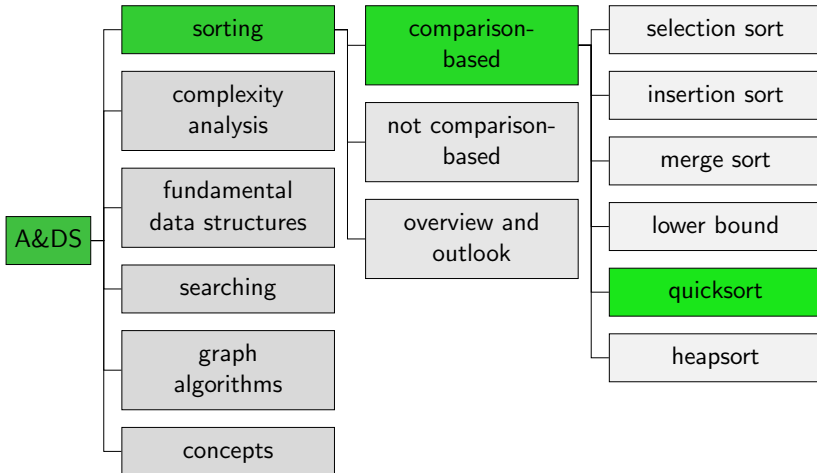 A&DS
sorting
complexity
analysis
fundamental
data structures
searching
graph
algorithms
concepts
comparison-
based
not comparison-
based
overview and
outlook
selection sort
insertion sort
merge sort
lower bound
quicksort
heapsort